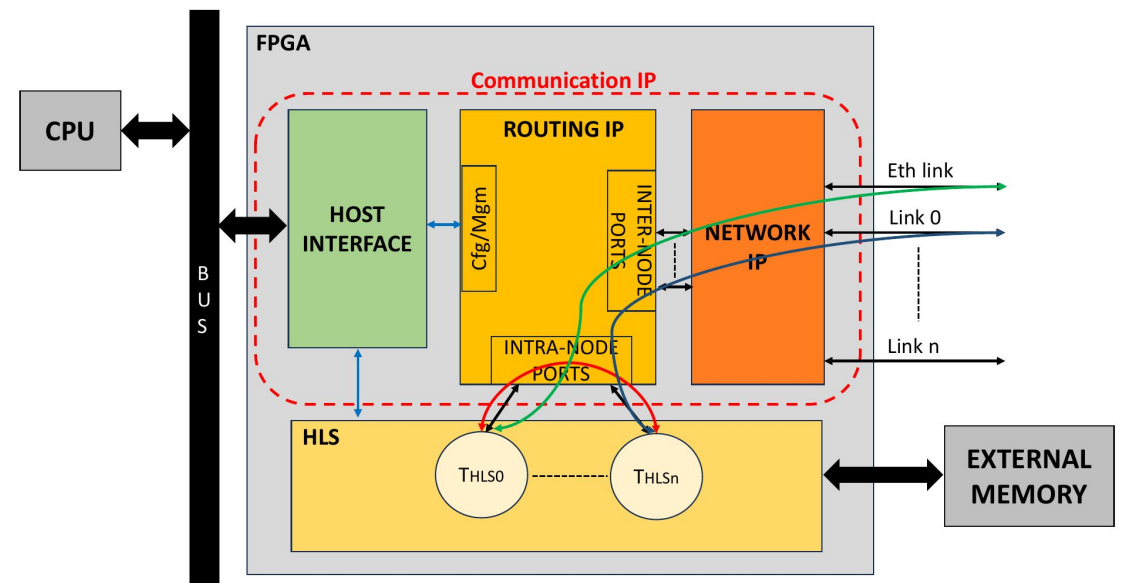 FPGA
Communication IP
CPU
ROUTING IP
HOST
INTERFACE
Cfg/Mgm
INTER-NODE
PORTS
NETWORK
IP
Eth link
Link 0
Link n
B
U
S
INTRA-NODE
PORTS
HLS
THLS0
THLSn
EXTERNAL
MEMORY